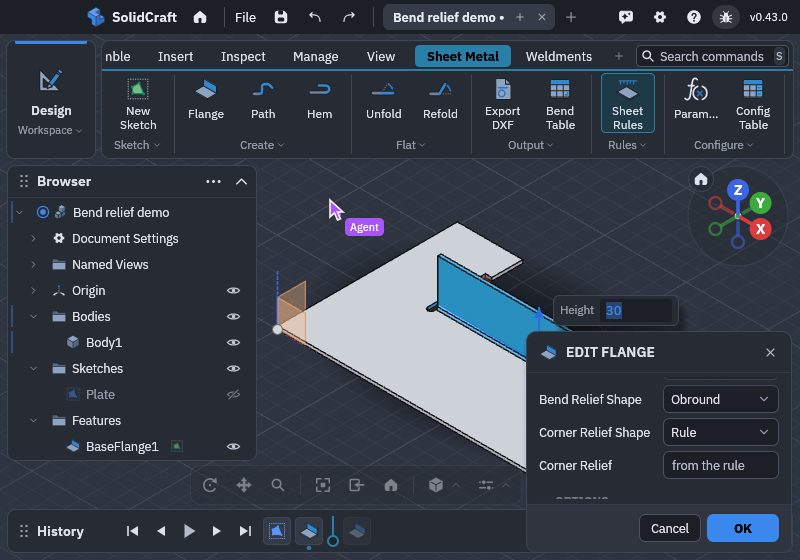 SolidCraft
File
Bend relief demo •
v0.43.0
Design
Workspace
nble
Insert
Inspect
Manage
View
Sheet Metal
Weldments
Search commands
S
New Sketch
Flange
Path
Hem
Unfold
Refold
Export DXF
Bend Table
Sheet Rules
Param...
Config Table
Sketch
Create
Flat
Output
Rules
Configure
Browser
Bend relief demo
Document Settings
Named Views
Origin
Bodies
Body1
Sketches
Plate
Features
BaseFlange1
Agent
Z
Y
X
Height
30
EDIT FLANGE
Bend Relief Shape
Obround
Corner Relief Shape
Rule
Corner Relief
from the rule
Cancel
OK
History